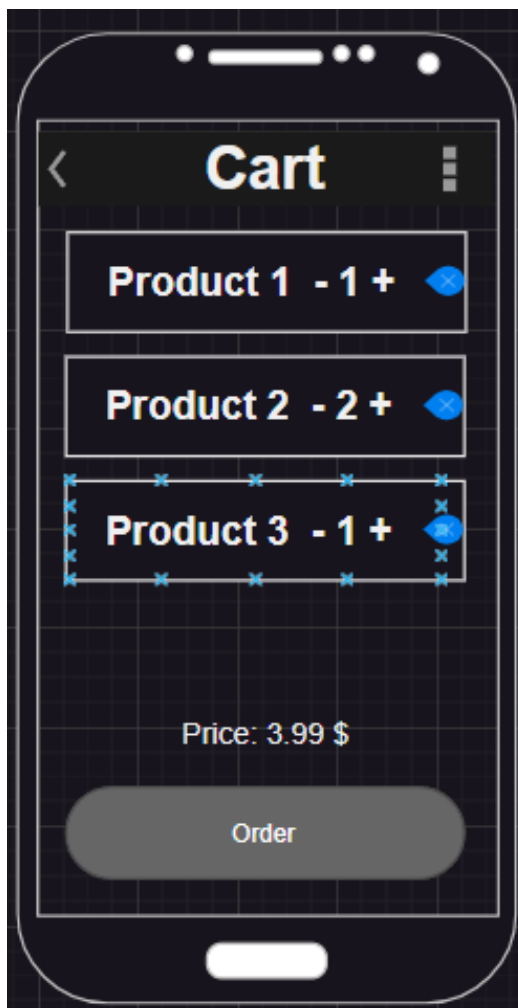 Cart
Product 1 - 1 +
Product 2 - 2 +
Product 3 - 1 +
Price: 3.99 $
Order